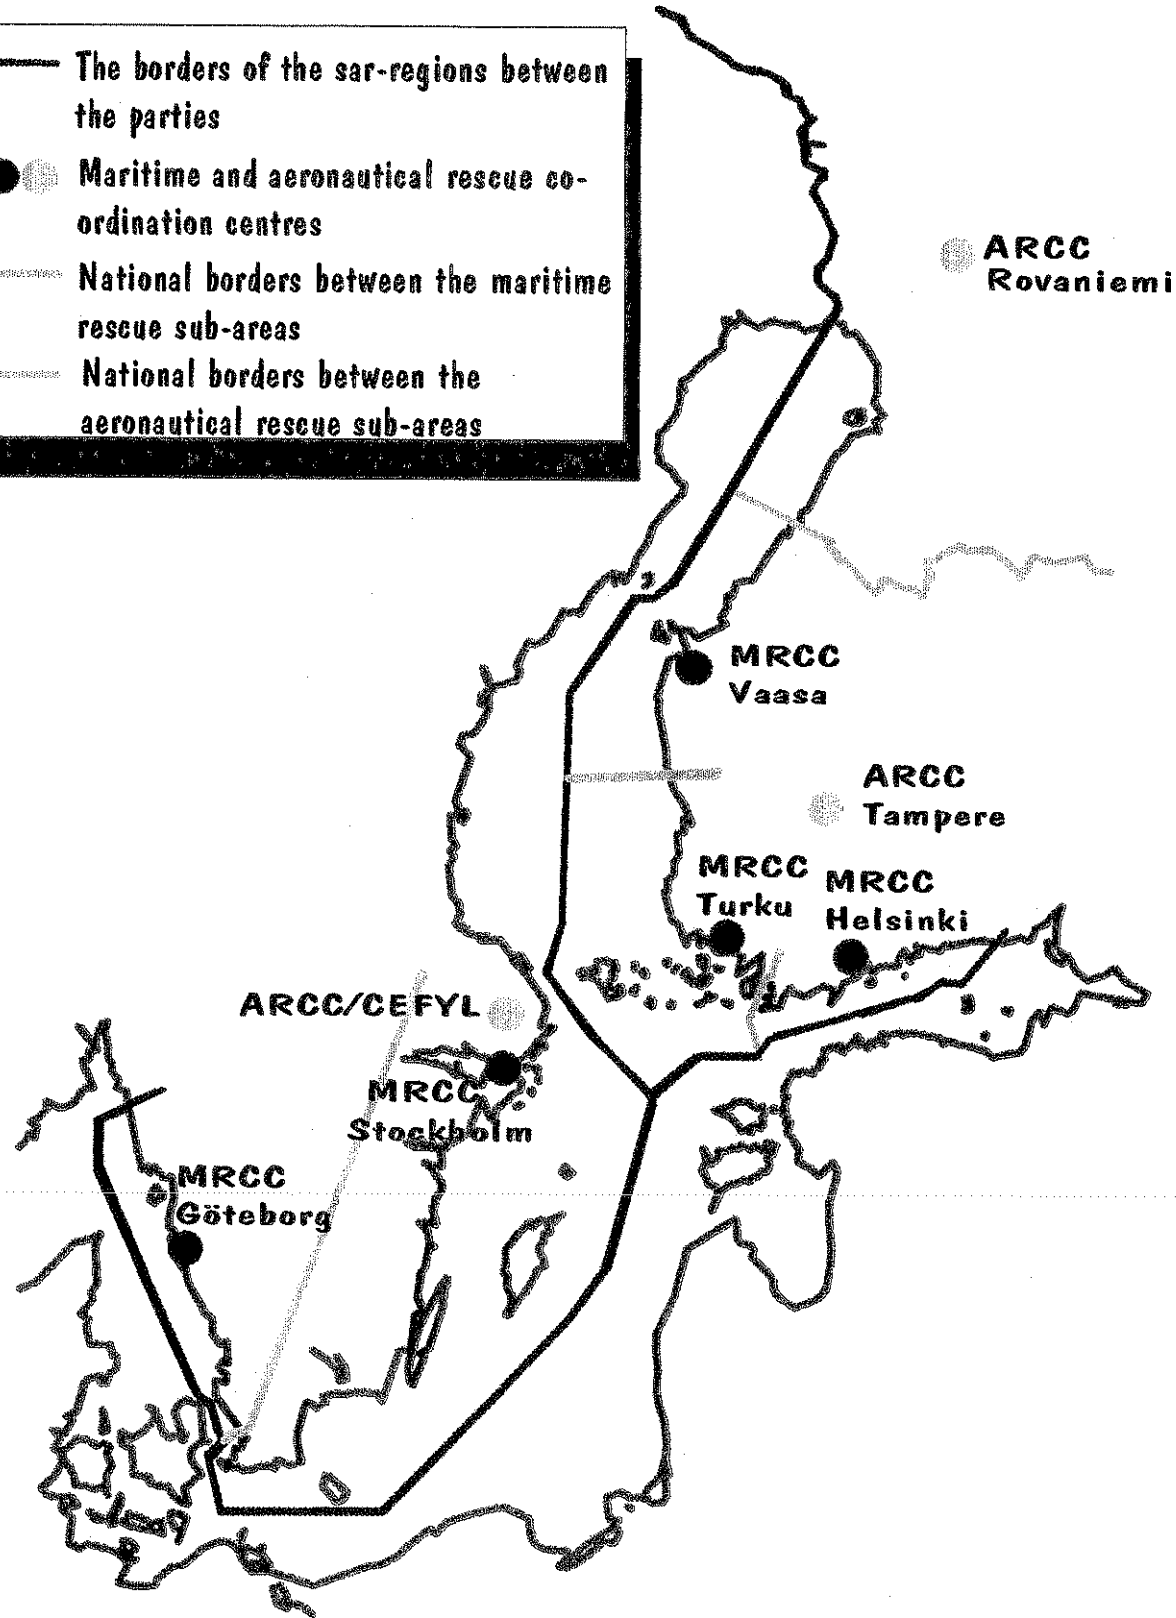 The borders of the sar-regions between
the parties
Maritime and aeronautical rescue co-
ordination centres
National borders between the maritime
rescue sub-areas
National borders between the
aeronautical rescue sub-areas
ARCC
Rovaniemi
MRCC
Vaasa
ARCC
Tampere
MRCC
Turku
MRCC
Helsinki
ARCC/CEFYL
MRCC
Stockholm
MRCC
Göteborg